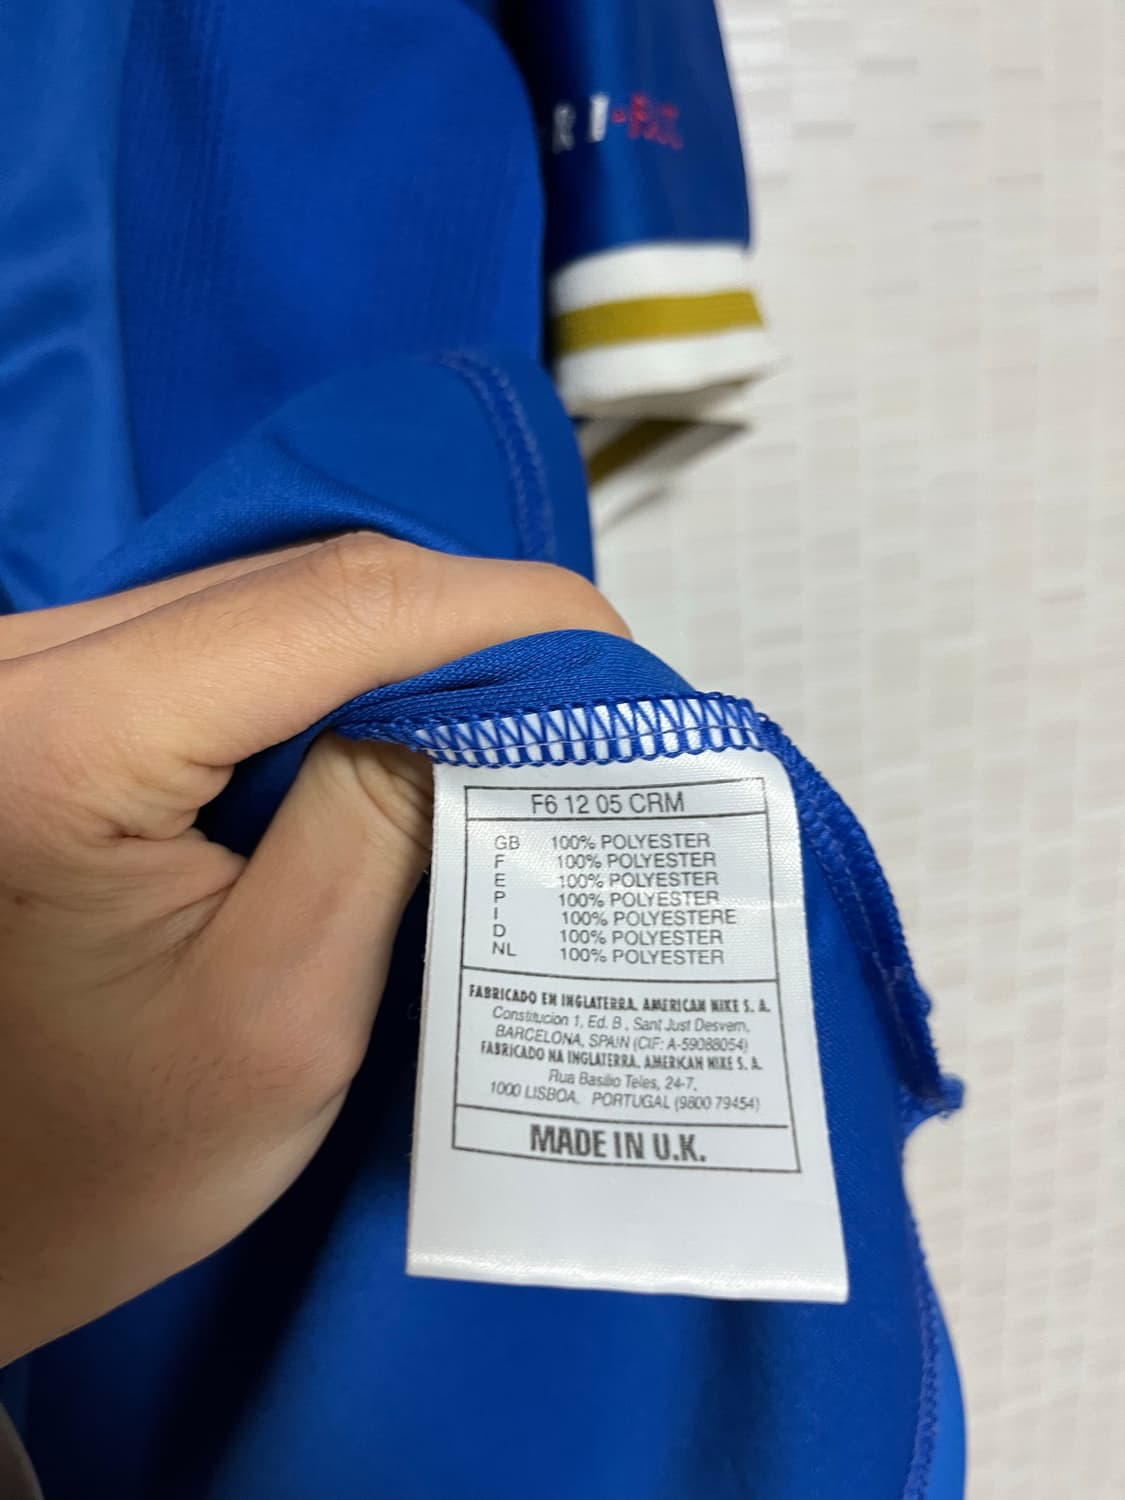 RI·FIT
F6 12 05 CRM
GB 100% POLYESTER
F 100% POLYESTER
E 100% POLYESTER
P 100% POLYESTER
I 100% POLYESTERE
D 100% POLYESTER
NL 100% POLYESTER
FABRICADO EN INGLATERRA. AMERICAN NIKE S. A.
Constitucion 1, Ed. B , Sant Just Desvern,
BARCELONA, SPAIN (CIF: A-59088054)
FABRICADO NA INGLATERRA. AMERICAN NIKE S. A.
Rua Basilio Teles, 24-7,
1000 LISBOA. PORTUGAL (9800 79454)
MADE IN U.K.